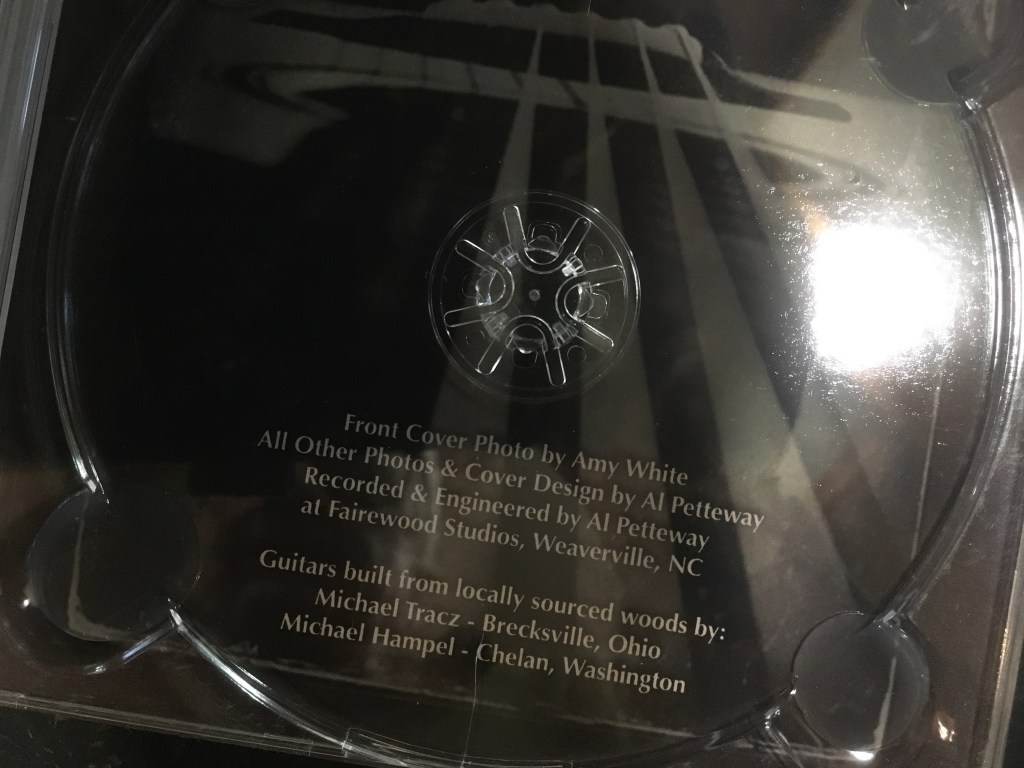 Front Cover Photo by Amy White
All Other Photos & Cover Design by Al Petteway
Recorded & Engineered by Al Petteway
at Fairewood Studios, Weaverville, NC
Guitars built from locally sourced woods by:
Michael Tracz - Brecksville, Ohio
Michael Hampel - Chelan, Washington